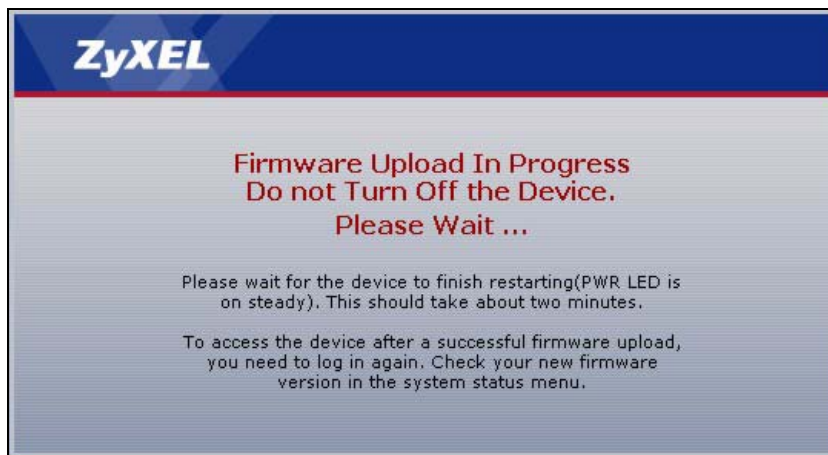 ZyXEL
Firmware Upload In Progress
Do not Turn Off the Device.
Please Wait ...
Please wait for the device to finish restarting(PWR LED is
on steady). This should take about two minutes.
To access the device after a successful firmware upload,
you need to log in again. Check your new firmware
version in the system status menu.